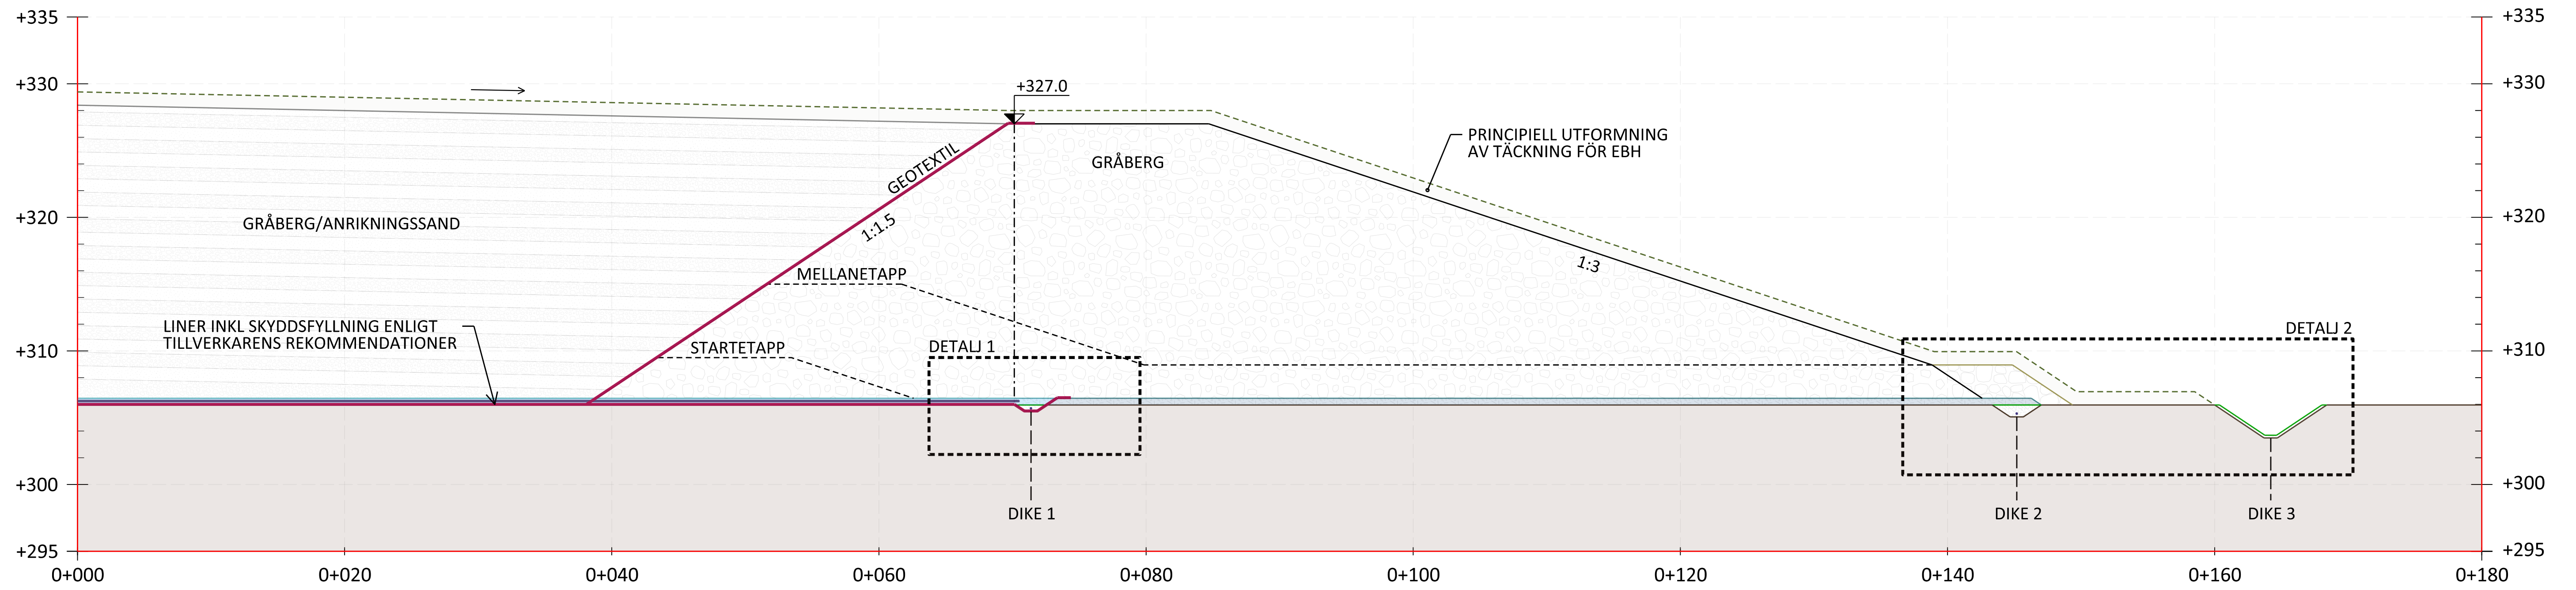 +335
+335
+330
+330
+327.0
PRINCIPIELL UTFORMNING
AV TÄCKNING FÖR EBH
GRÅBERG
GEOTEXTIL
+320
+320
GRÅBERG/ANRIKNINGSSAND
1:1.5
1:3
MELLANETAPP
LINER INKL SKYDDSFYLLNING ENLIGT
TILLVERKARENS REKOMMENDATIONER
DETALJ 2
STARTETAPP
DETALJ 1
+310
+310
+300
+300
DIKE 1
DIKE 2
DIKE 3
+295
+295
0+000
0+020
0+040
0+060
0+080
0+100
0+120
0+140
0+160
0+180